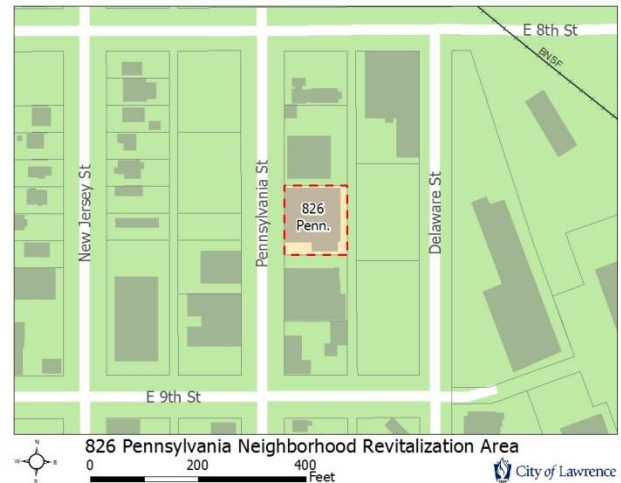 E 8th St
BNSF
New Jersey St
Pennsylvania St
Delaware St
826
Penn.
E 9th St
826 Pennsylvania Neighborhood Revitalization Area
N
W
E
S
0 200 400
Feet
City of Lawrence